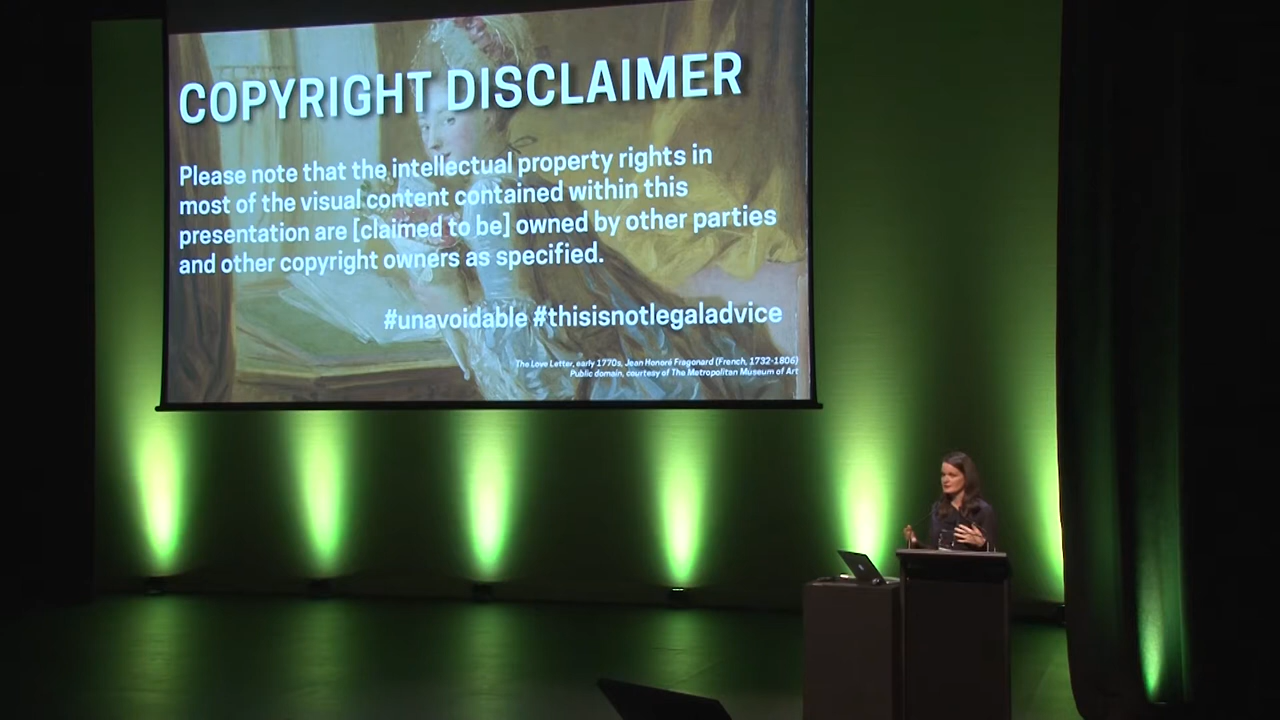 COPYRIGHT DISCLAIMER
Please note that the intellectual property rights in
most of the visual content contained within this
presentation are [claimed to be] owned by other parties
and other copyright owners as specified.
#unavoidable #thisisnotlegaladvice
The Love Letter, early 1770s, Jean Honoré Fragonard (French, 1732-1806)
Public domain, courtesy of The Metropolitan Museum of Art